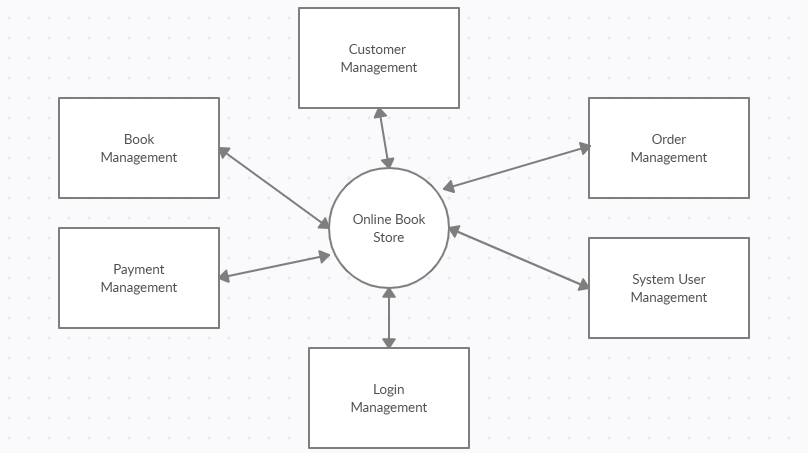 Customer
Management
Book
Management
Order
Management
Online Book
Store
Payment
Management
System User
Management
Login
Management